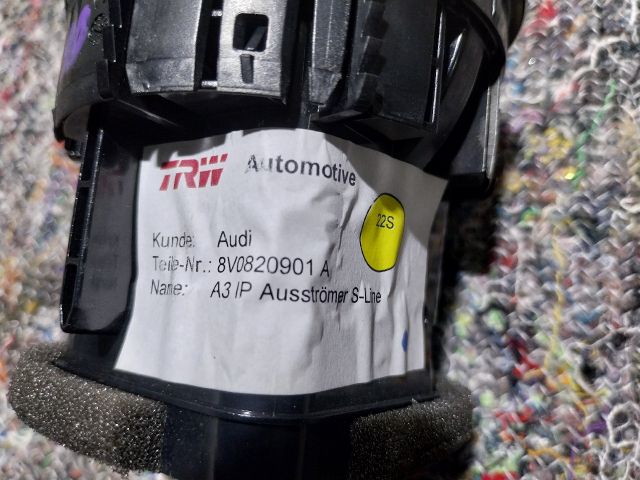 TRW Automotive
22S
Kunde: Audi
Teile-Nr.: 8V0820901 A
Name: A3 IP Ausströmer S-Line